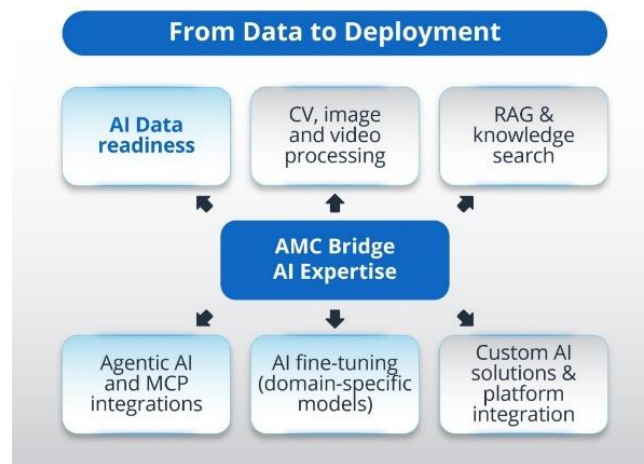 From Data to Deployment
AI Data
readiness
CV, image
and video
processing
RAG &
knowledge
search
AMC Bridge
AI Expertise
Agentic AI
and MCP
integrations
AI fine-tuning
(domain-specific
models)
Custom AI
solutions &
platform
integration